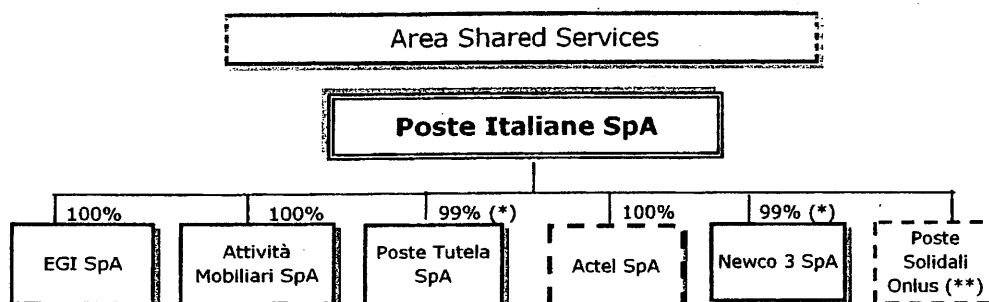 Area Shared Services
Poste Italiane SpA
100% 100% 99% (*) 100% 99% (*)
EGI SpA
Attività
Mobiliari SpA
Poste Tutela
SpA
Actel SpA
Newco 3 SpA
Poste
Solidali
Onlus (**)